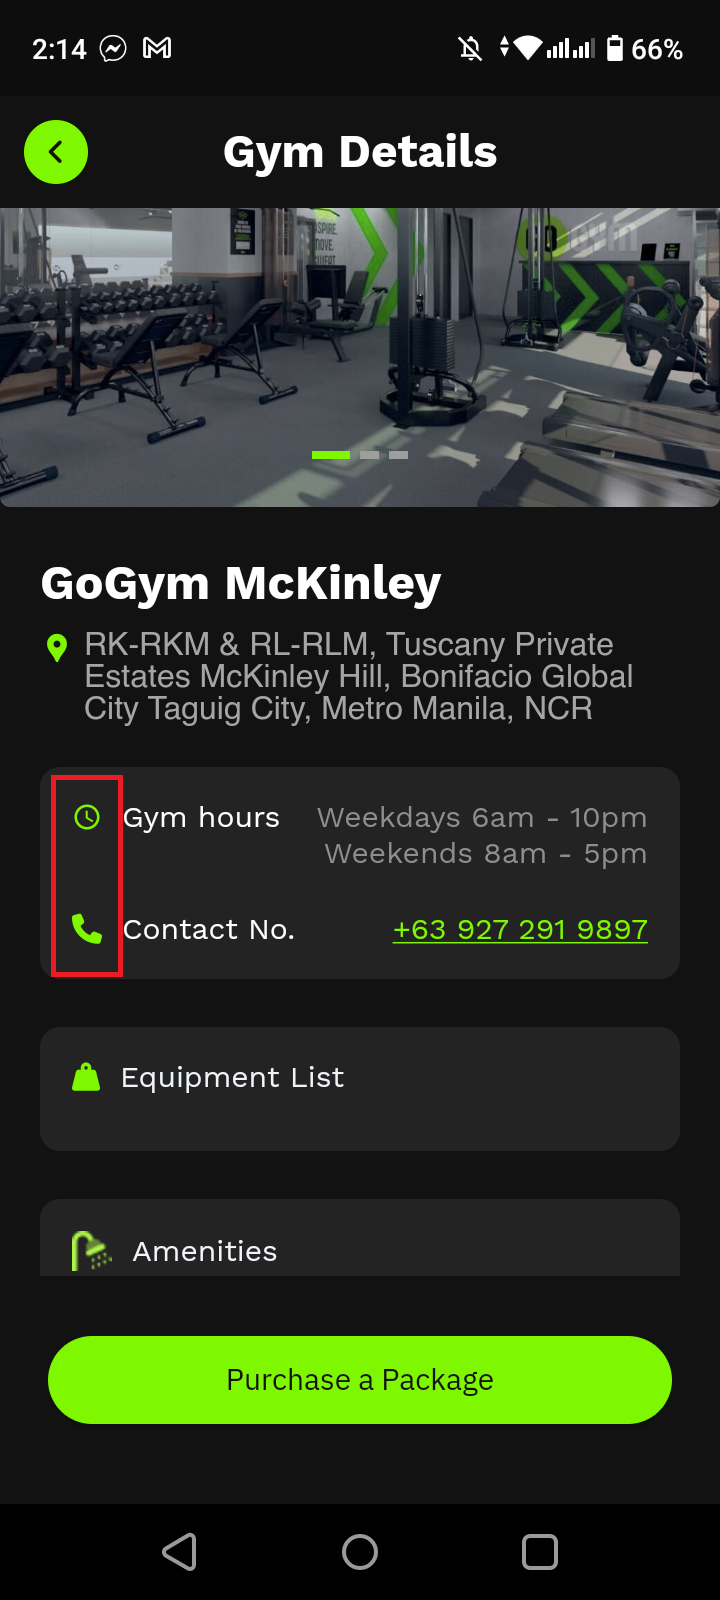 2:14
66%
Gym Details
GoGym McKinley
RK-RKM & RL-RLM, Tuscany Private
Estates McKinley Hill, Bonifacio Global
City Taguig City, Metro Manila, NCR
Gym hours
Weekdays 6am - 10pm
Weekends 8am - 5pm
Contact No.
+63 927 291 9897
Equipment List
Amenities
Purchase a Package